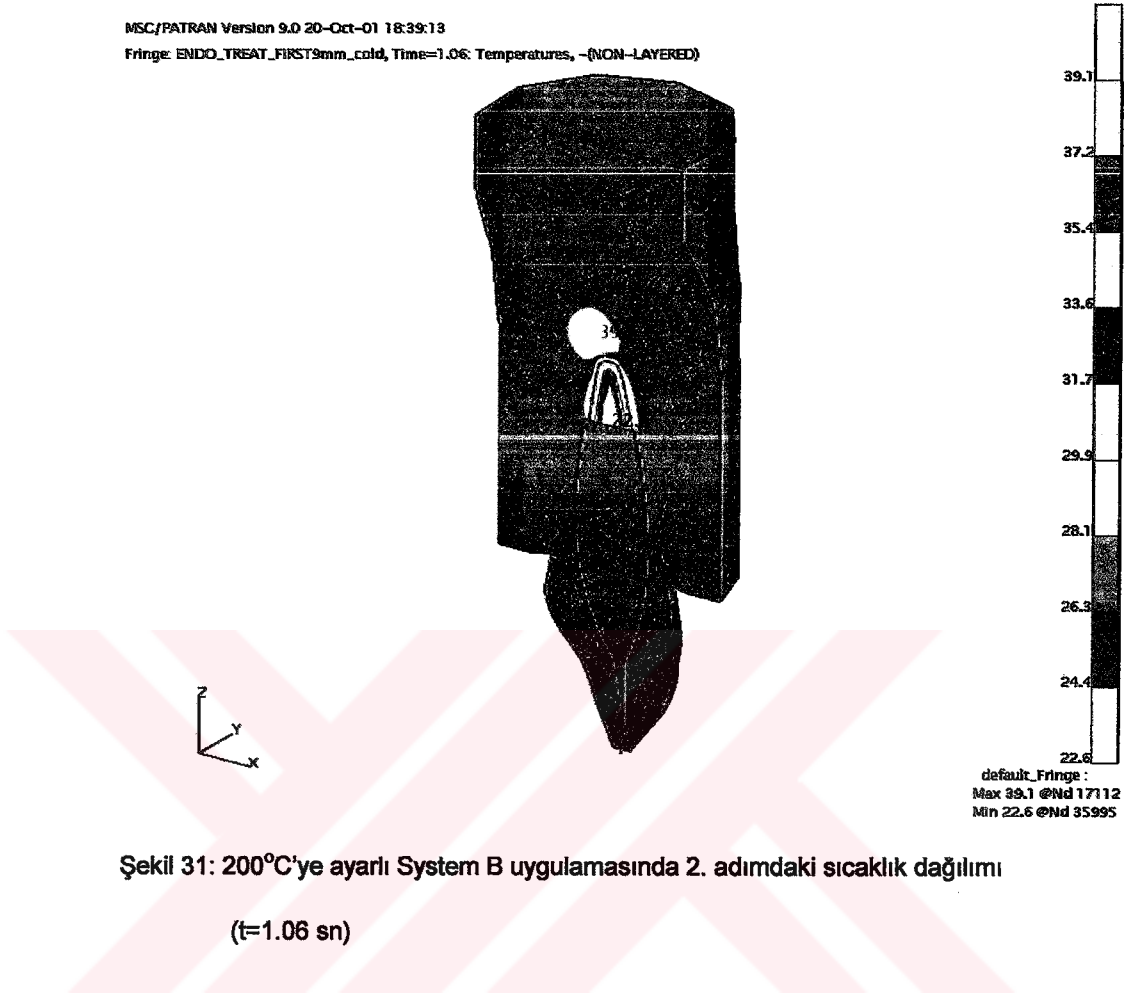 MSC/PATRAN Version 9.0 20-Oct-01 18:39:13
Fringe: ENDO_TREAT_FIRST9mm_cold, Time=1.06: Temperatures, -(NON-LAYERED)
39.1
37.2
35.4
33.6
31.7
29.9
28.1
26.3
24.4
22.6
default_Fringe :
Max 39.1 @Nd 17112
Min 22.6 @Nd 35995
Z
Y
X
Şekil 31: 200°C'ye ayarlı System B uygulamasında 2. adımdaki sıcaklık dağılımı
(t=1.06 sn)